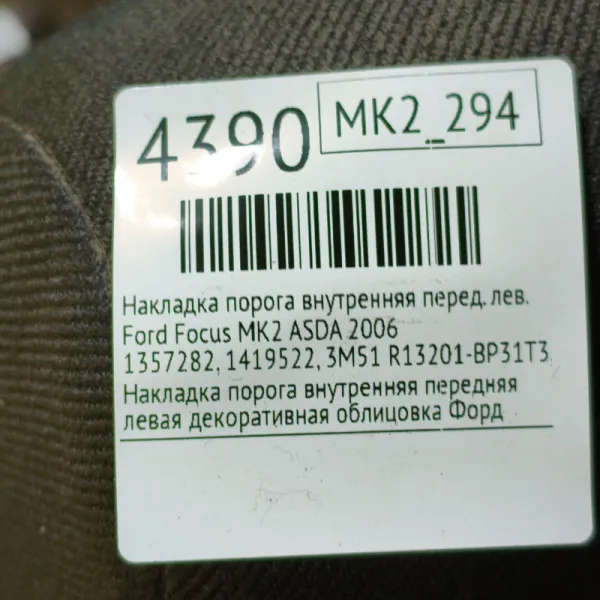 4390
MK2_294
Накладка порога внутренняя перед. лев.
Ford Focus MK2 ASDA 2006
1357282, 1419522, 3M51 R13201-BP31T3
Накладка порога внутренняя передняя
левая декоративная облицовка Форд